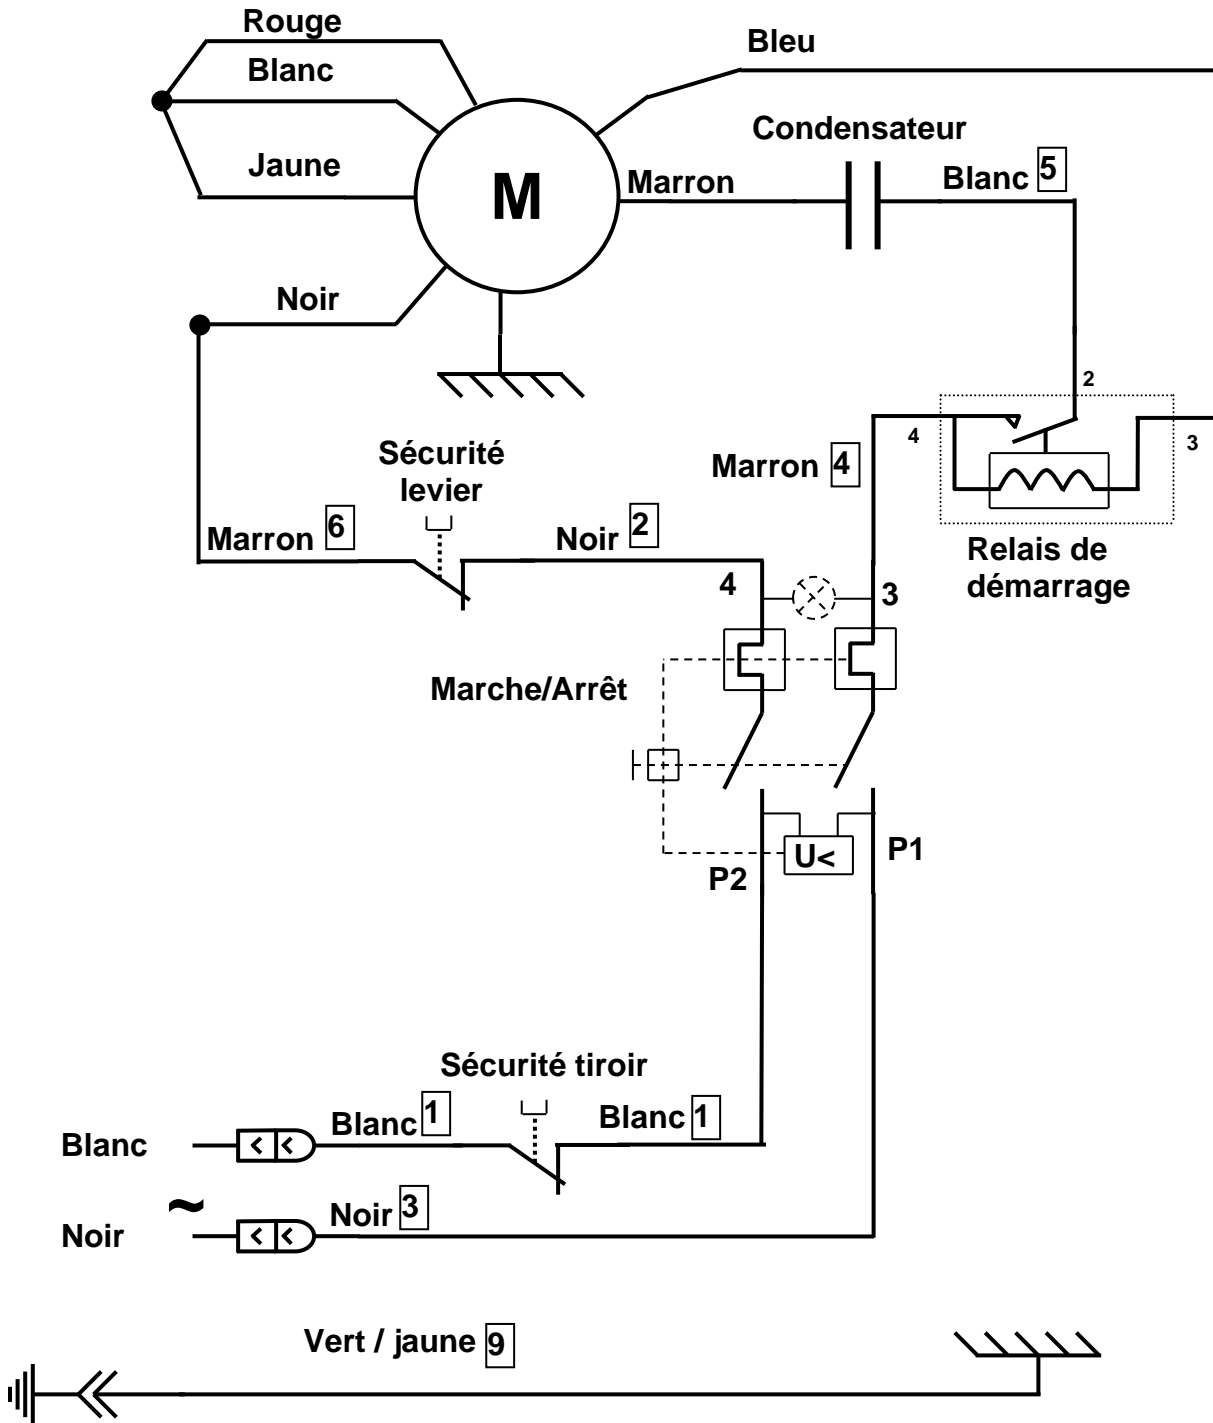 Rouge
Bleu
Blanc
Condensateur
Jaune
M
Marron
Blanc 5
Noir
2
4
3
Sécurité
levier
Marron 4
Marron 6
Noir 2
Relais de
démarrage
4
3
Marche/Arrêt
U<
P1
P2
Sécurité tiroir
Blanc
Blanc 1
Blanc 1
~
Noir
Noir 3
Vert / jaune 9